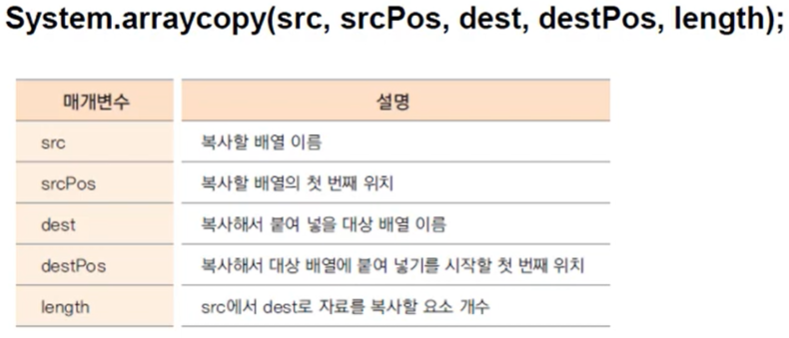 System.arraycopy(src, srcPos, dest, destPos, length);
매개변수 설명
src 복사할 배열 이름
srcPos 복사할 배열의 첫 번째 위치
dest 복사해서 붙여 넣을 대상 배열 이름
destPos 복사해서 대상 배열에 붙여 넣기를 시작할 첫 번째 위치
length src에서 dest로 자료를 복사할 요소 개수